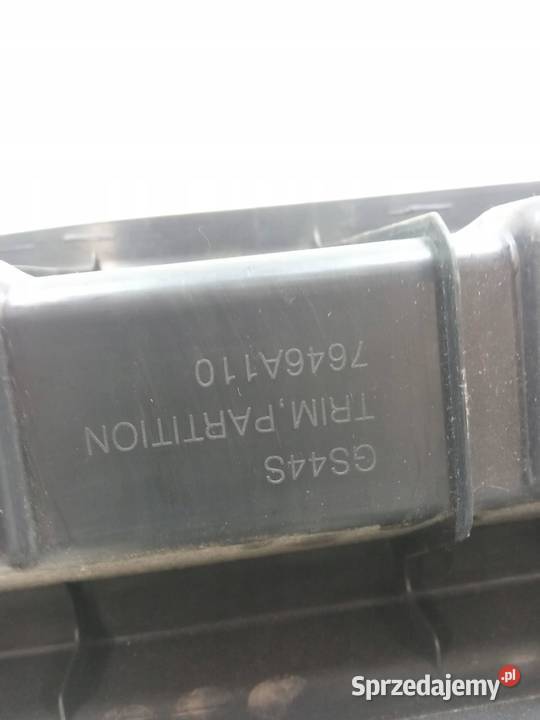 GS44S
TRIM,PARTITION
7646A110
Sprzedajemy.pl